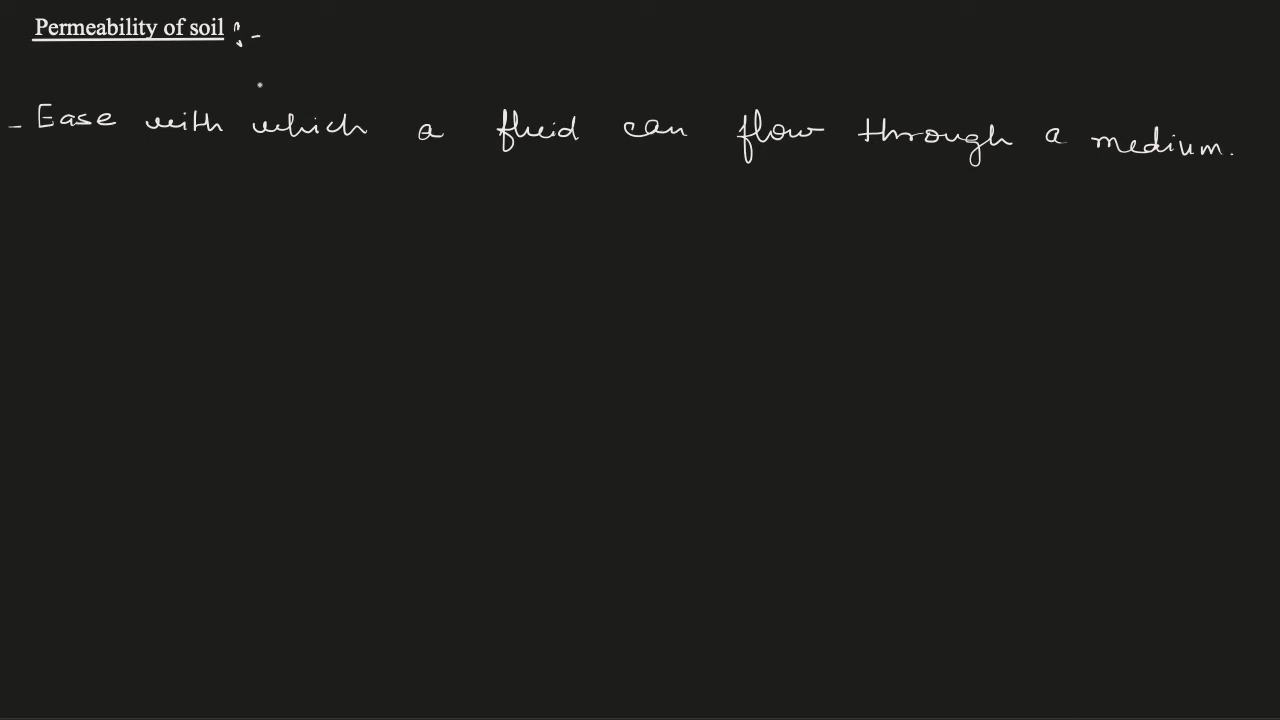 Permeability of soil :-
- Ease with which a fluid can flow through a medium.